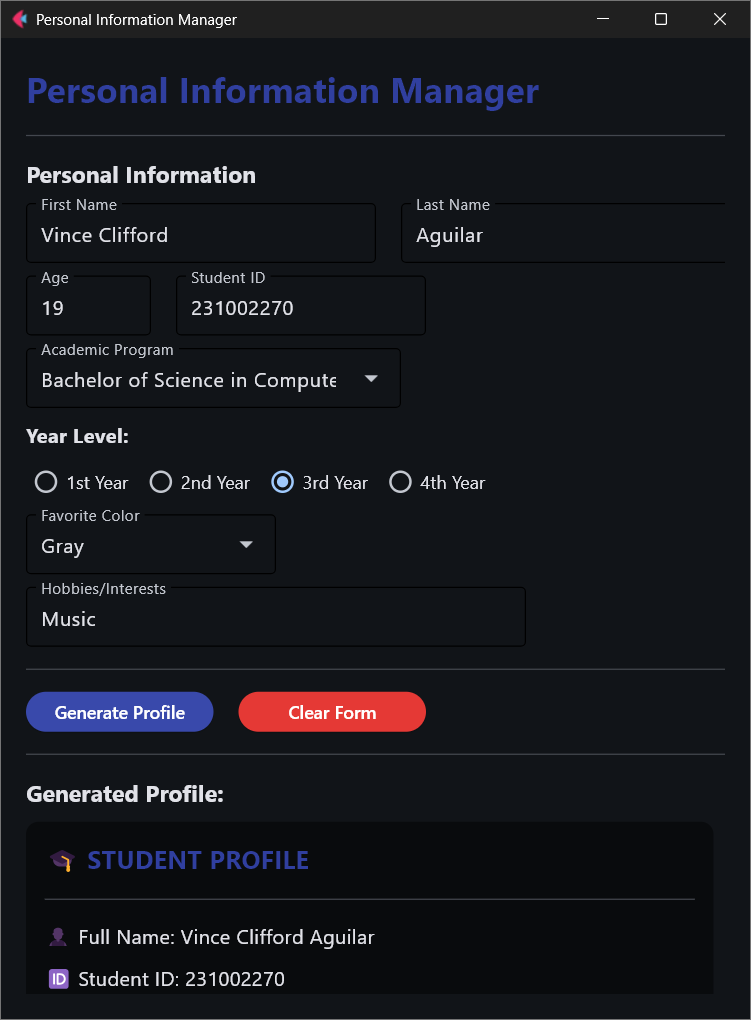 Personal Information Manager
Personal Information Manager
Personal Information
First Name Last Name
Vince Clifford Aguilar
Age Student ID
19 231002270
Academic Program
Bachelor of Science in Compute
Year Level:
1st Year 2nd Year 3rd Year 4th Year
Favorite Color
Gray
Hobbies/Interests
Music
Generate Profile Clear Form
Generated Profile:
STUDENT PROFILE
Full Name: Vince Clifford Aguilar
ID Student ID: 231002270